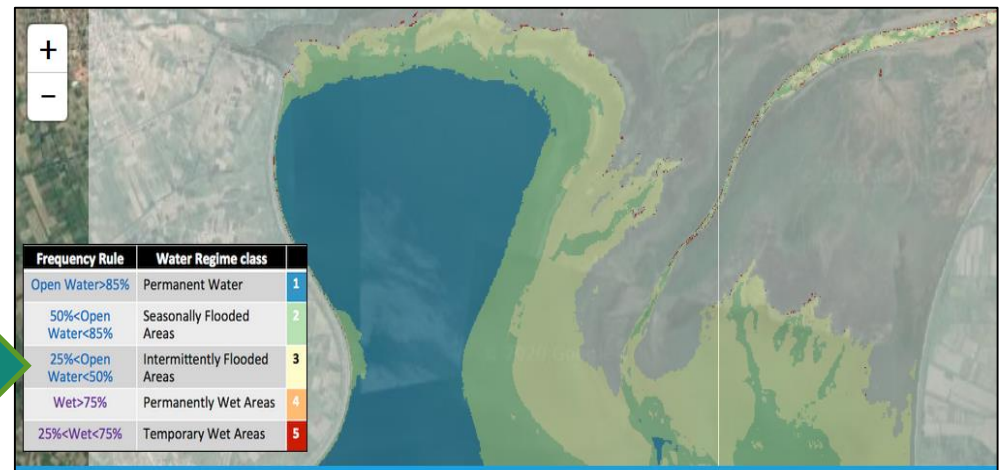 +
−
Frequency Rule Water Regime class
Open Water>85% Permanent Water 1
50%<Open Water<85% Seasonally Flooded Areas 2
25%<Open Water<50% Intermittently Flooded Areas 3
Wet>75% Permanently Wet Areas 4
25%<Wet<75% Temporary Wet Areas 5